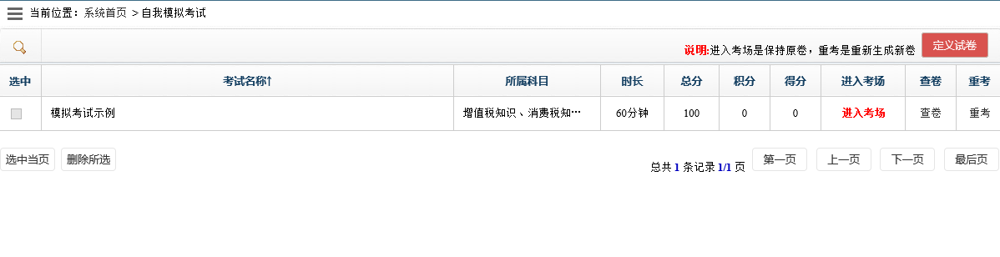 当前位置：系统首页 > 自我模拟考试
说明:进入考场是保持原卷，重考是重新生成新卷 定义试卷
选中 考试名称↑ 所属科目 时长 总分 积分 得分 进入考场 查卷 重考
模拟考试示例 增值税知识、消费税知… 60分钟 100 0 0 进入考场 查卷 重考
选中当页 删除所选 总共 1 条记录 1/1 页 第一页 上一页 下一页 最后页